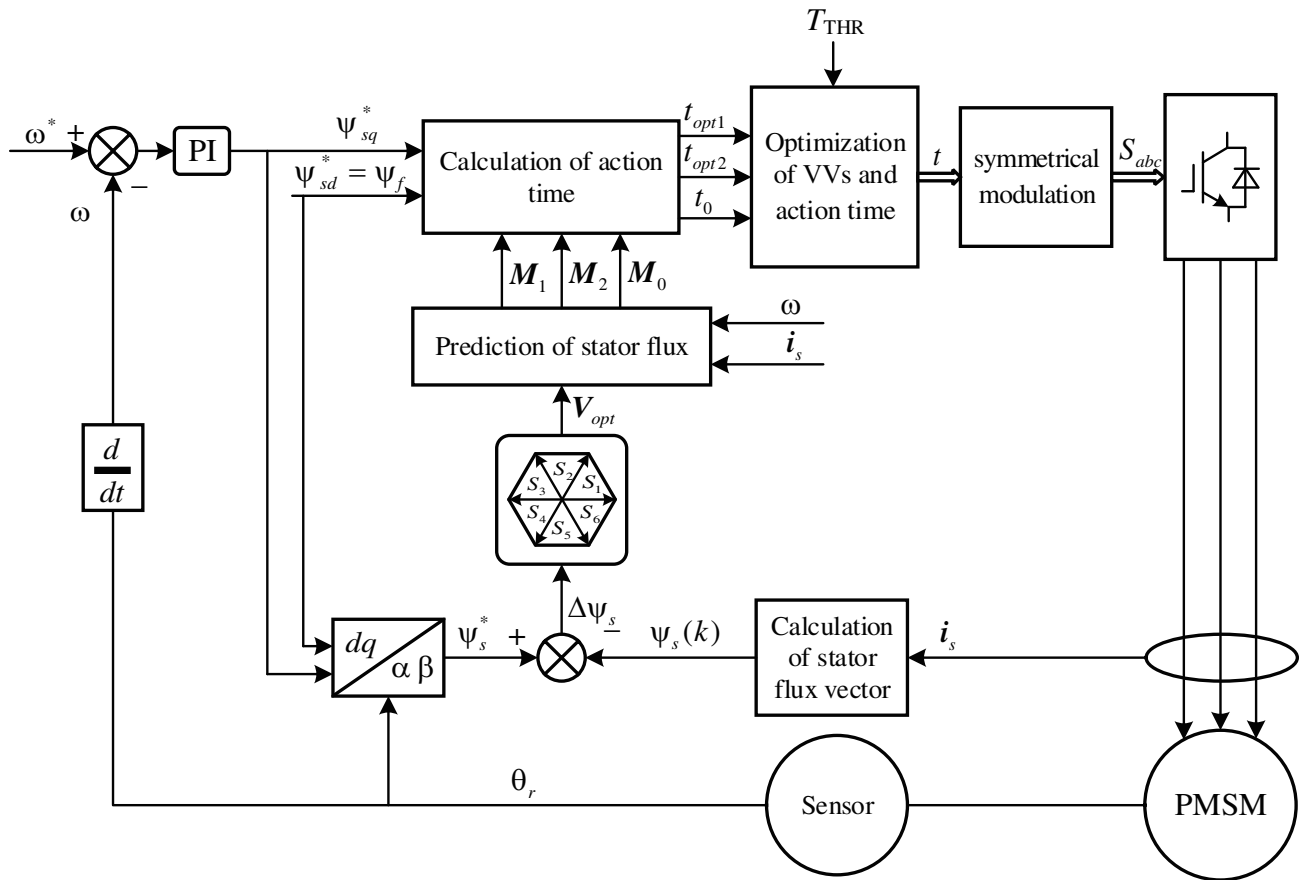 T_THR
ω* +
PI
ψ*_sq
ψ*_sd = ψ_f
Calculation of action
time
t_opt1
t_opt2
t_0
Optimization
of VVs and
action time
t
symmetrical
modulation
S_abc
−
ω
M_1 M_2 M_0
Prediction of stator flux
ω
i_s
V_opt
d
dt
S_3 S_2 S_1
S_4 S_5 S_6
Δψ_s
dq
αβ
ψ*_s +
−
ψ_s(k)
Calculation
of stator
flux vector
i_s
θ_r
Sensor
PMSM